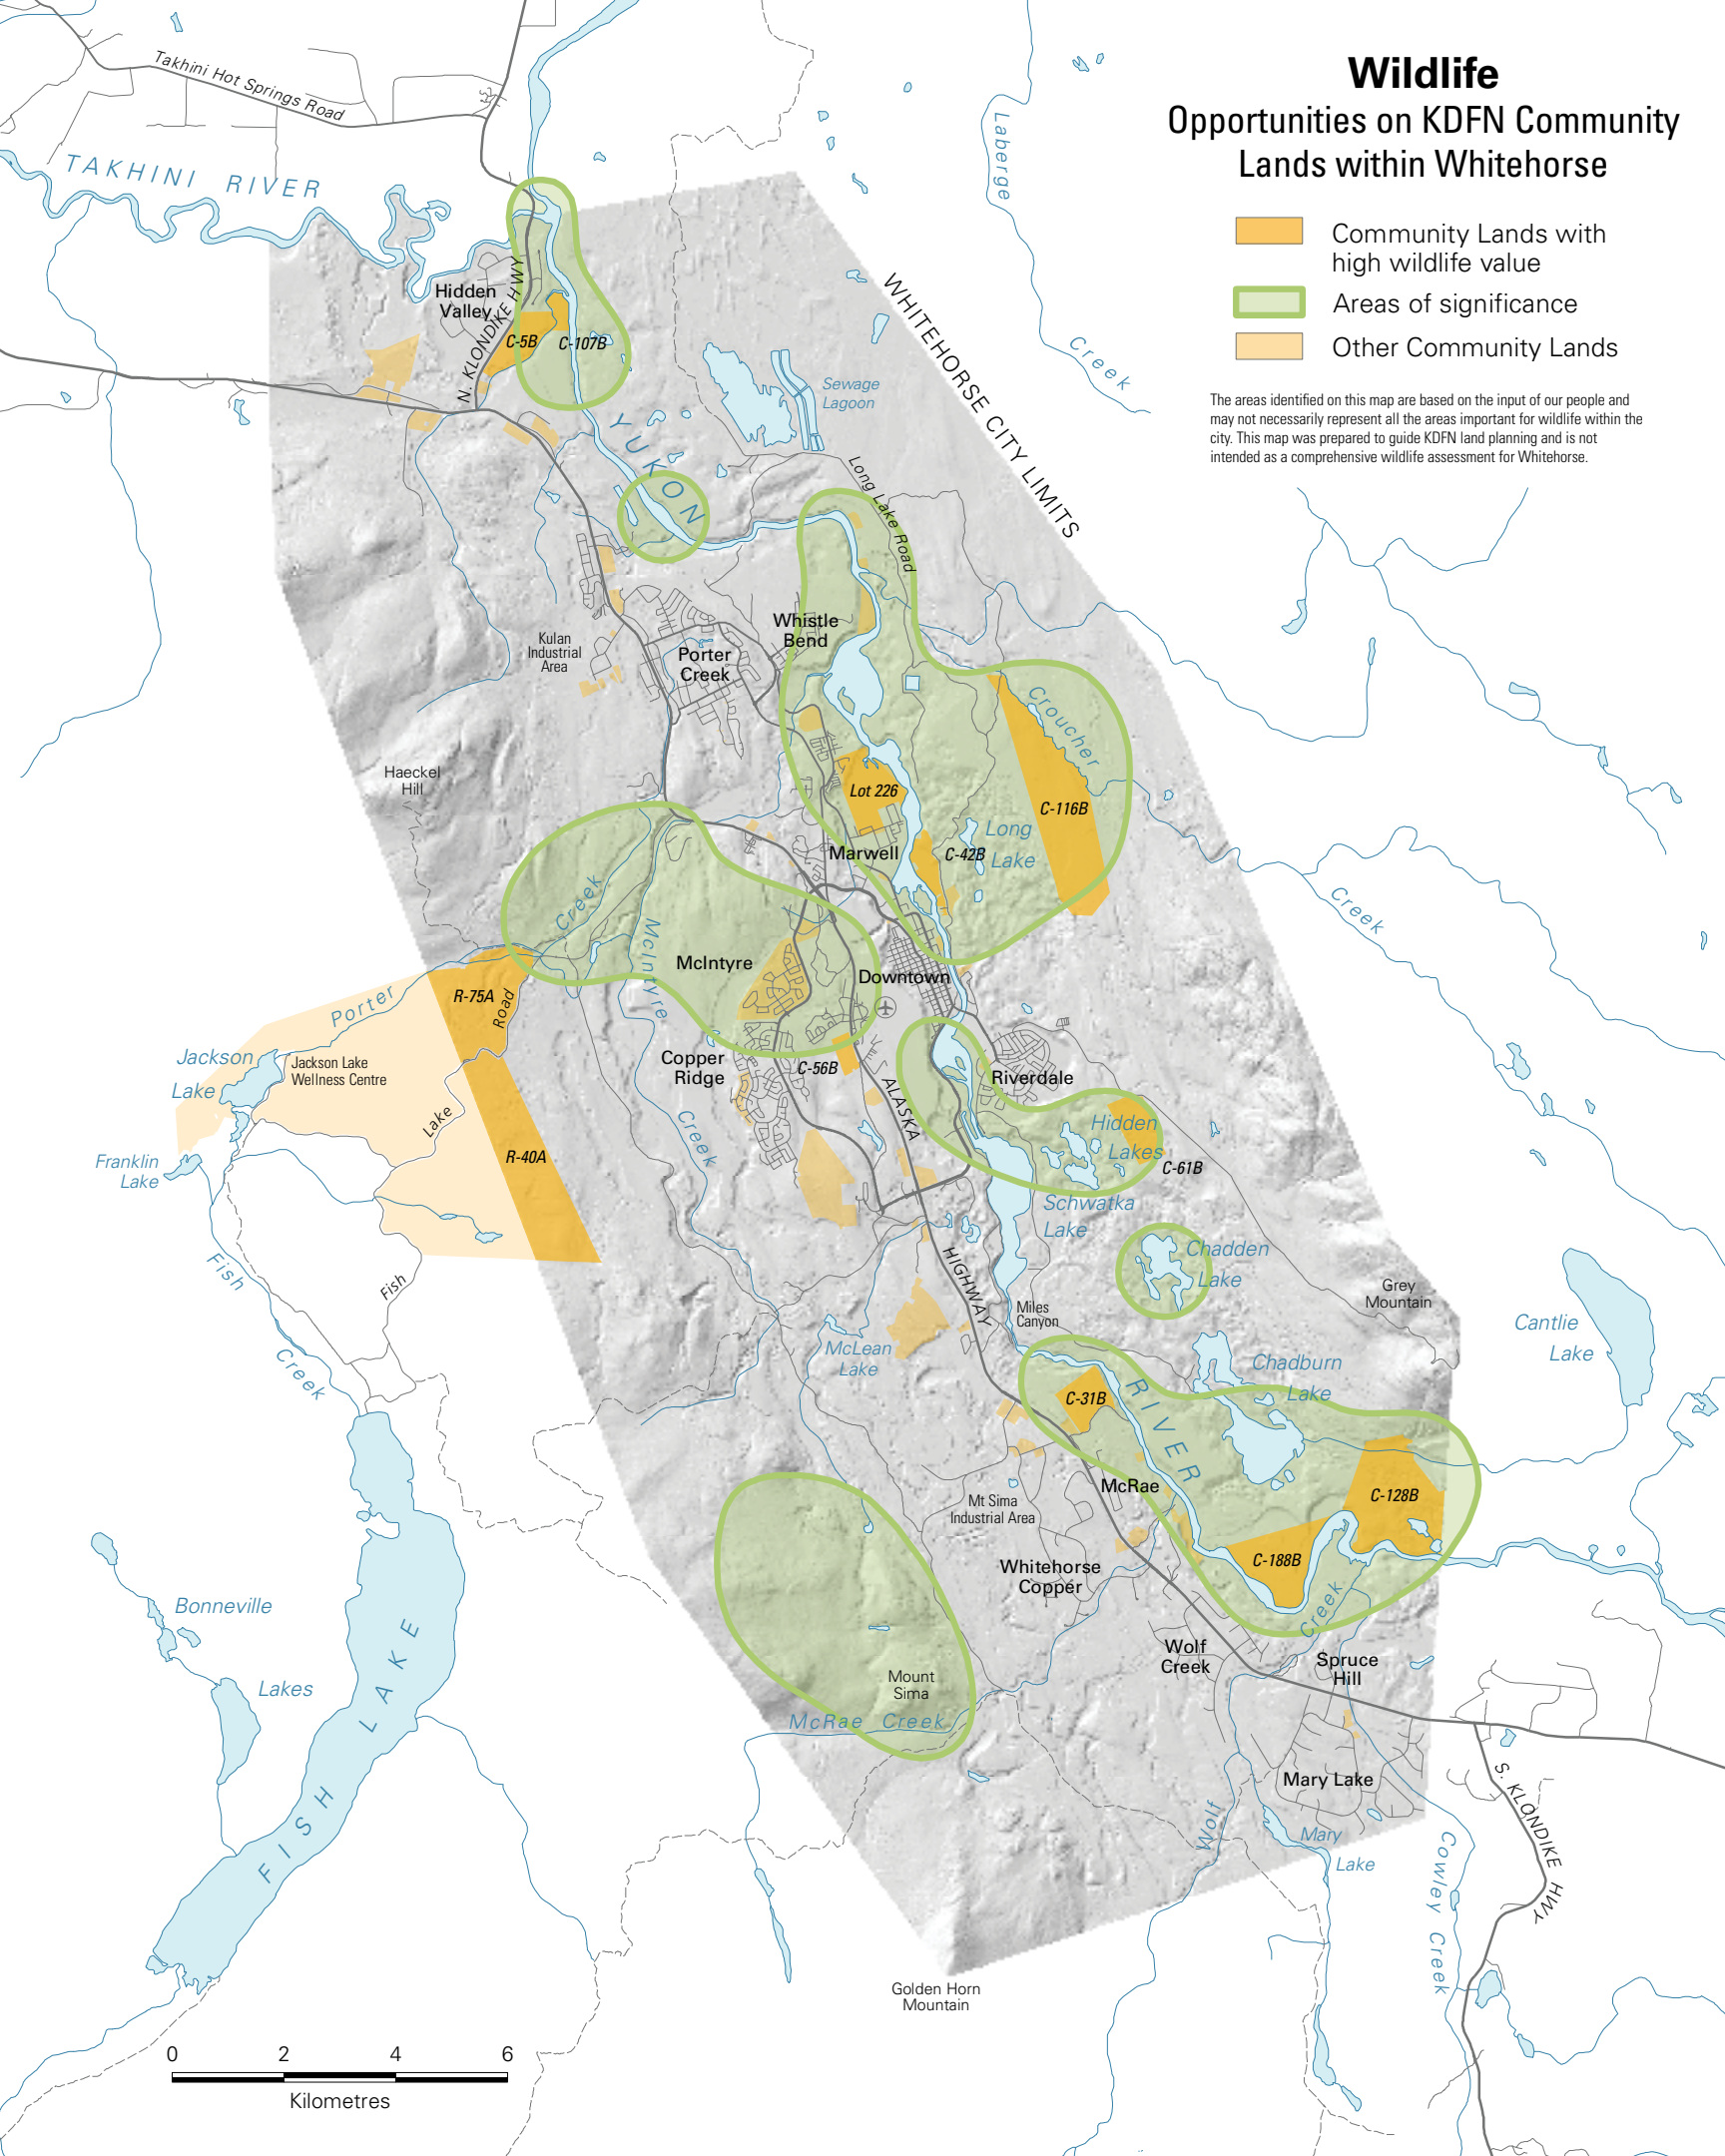 Wildlife
Opportunities on KDFN Community
Lands within Whitehorse
Community Lands with
high wildlife value
Areas of significance
Other Community Lands
The areas identified on this map are based on the input of our people and
may not necessarily represent all the areas important for wildlife within the
city. This map was prepared to guide KDFN land planning and is not
intended as a comprehensive wildlife assessment for Whitehorse.
Takhini Hot Springs Road
TAKHINI RIVER
Laberge
Creek
WHITEHORSE CITY LIMITS
Hidden
Valley
N. KLONDIKE HWY
C-5B
C-107B
Sewage
Lagoon
YUKON
Long Lake Road
Whistle
Bend
Kulan
Industrial
Area
Porter
Creek
Croucher
Creek
Haeckel
Hill
Lot 226
C-116B
Long
Lake
Marwell
C-42B
Creek
McIntyre
McIntyre
Downtown
R-75A
Road
Porter
Jackson
Lake
Jackson Lake
Wellness Centre
Copper
Ridge
C-56B
ALASKA
Riverdale
Lake
Creek
Hidden
Lakes
C-61B
R-40A
Franklin
Lake
Schwatka
Lake
Chadden
Lake
Fish
Fish
HIGHWAY
Grey
Mountain
Miles
Canyon
Cantlie
Lake
McLean
Lake
Creek
Chadburn
Lake
C-31B
RIVER
McRae
C-128B
Mt Sima
Industrial Area
C-188B
Whitehorse
Copper
Creek
Bonneville
Lakes
FISH LAKE
Wolf
Creek
Spruce
Hill
Mount
Sima
McRae Creek
Mary Lake
S. KLONDIKE HWY
Wolf
Mary
Lake
Cowley Creek
Golden Horn
Mountain
0 2 4 6
Kilometres